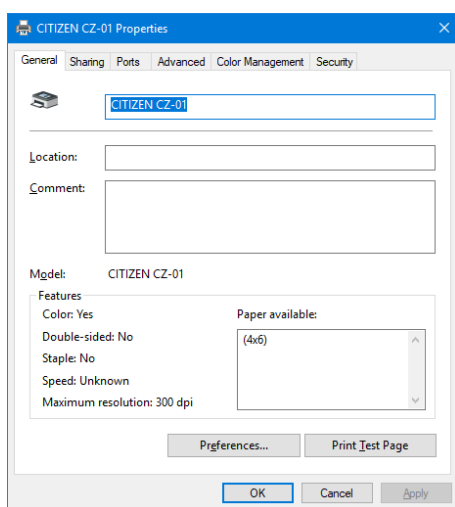 CITIZEN CZ-01 Properties
General Sharing Ports Advanced Color Management Security
CITIZEN CZ-01
Location:
Comment:
Model: CITIZEN CZ-01
Features
Color: Yes Paper available:
Double-sided: No (4x6)
Staple: No
Speed: Unknown
Maximum resolution: 300 dpi
Preferences... Print Test Page
OK Cancel Apply